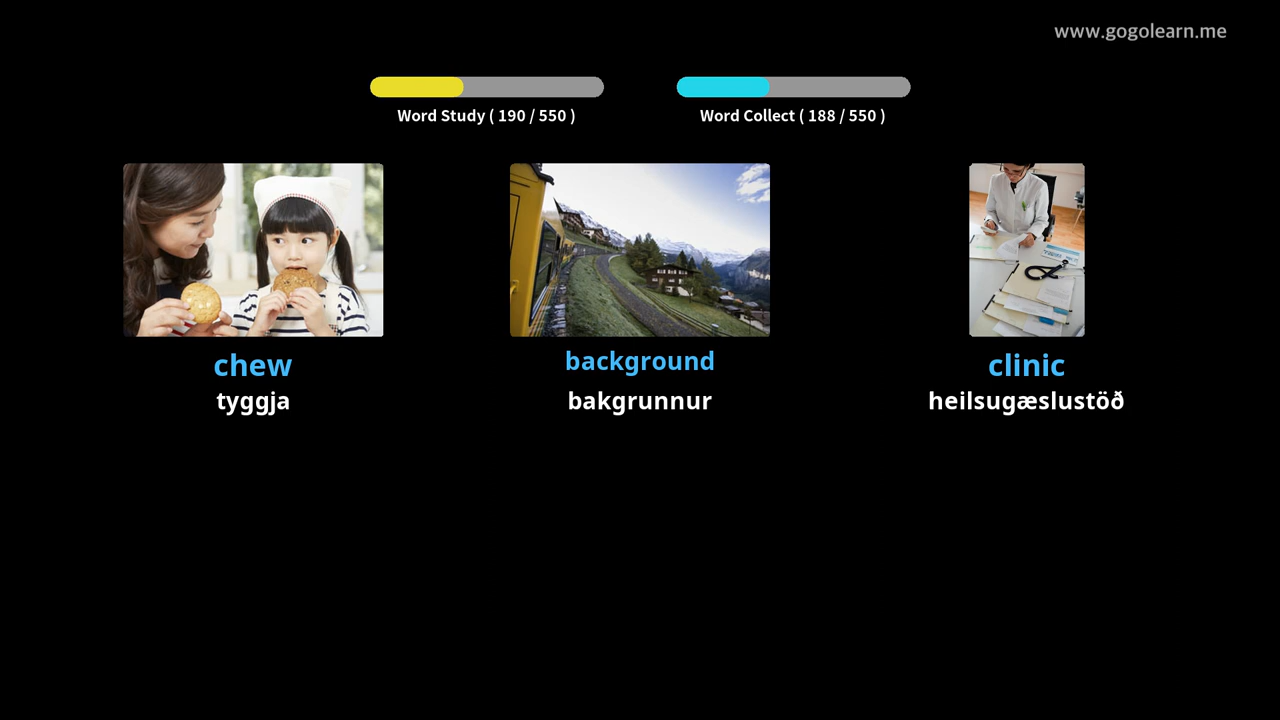 www.gogolearn.me
Word Study ( 190 / 550 )
Word Collect ( 188 / 550 )
chew
tyggja
background
bakgrunnur
clinic
heilsugæslustöð